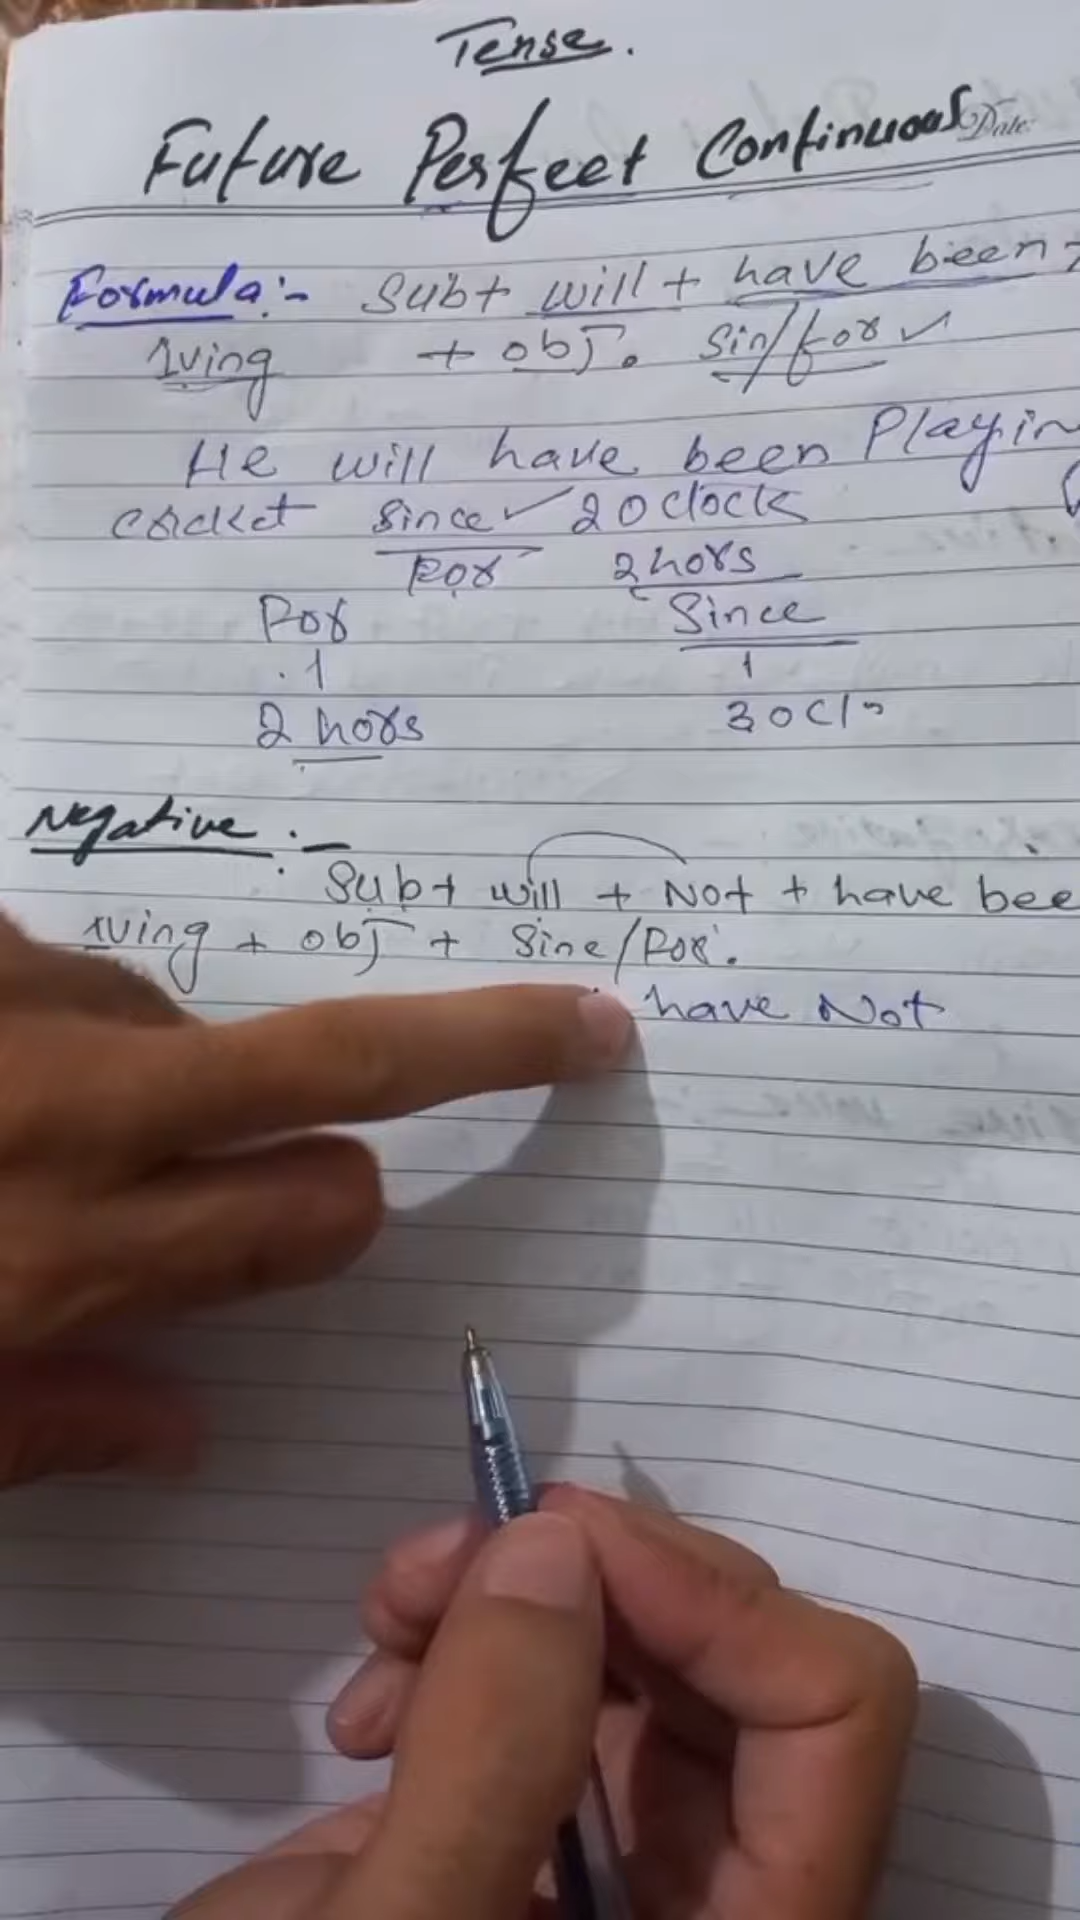 Tense.
Future Perfect Continuous
Date:
Formula:- Sub+ will + have been +
1ving + obj. Sin/for ✓
He will have been Playin
cricket since ✓ 2 0 clock
For 2 hors
For Since
1 1
2 hors 3 0 Cl
Negative :-
Sub+ will + Not + have bee
1ving + obj + Sine/For.
have Not